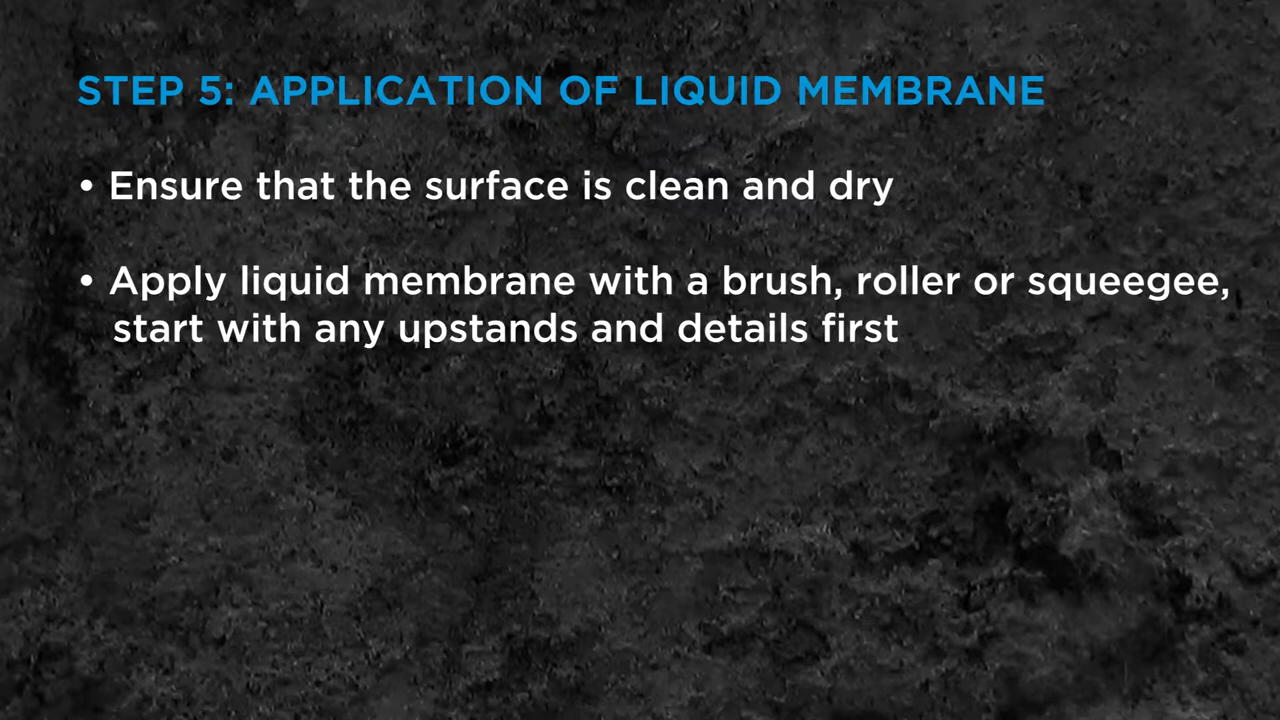 STEP 5: APPLICATION OF LIQUID MEMBRANE
• Ensure that the surface is clean and dry
• Apply liquid membrane with a brush, roller or squeegee,
start with any upstands and details first